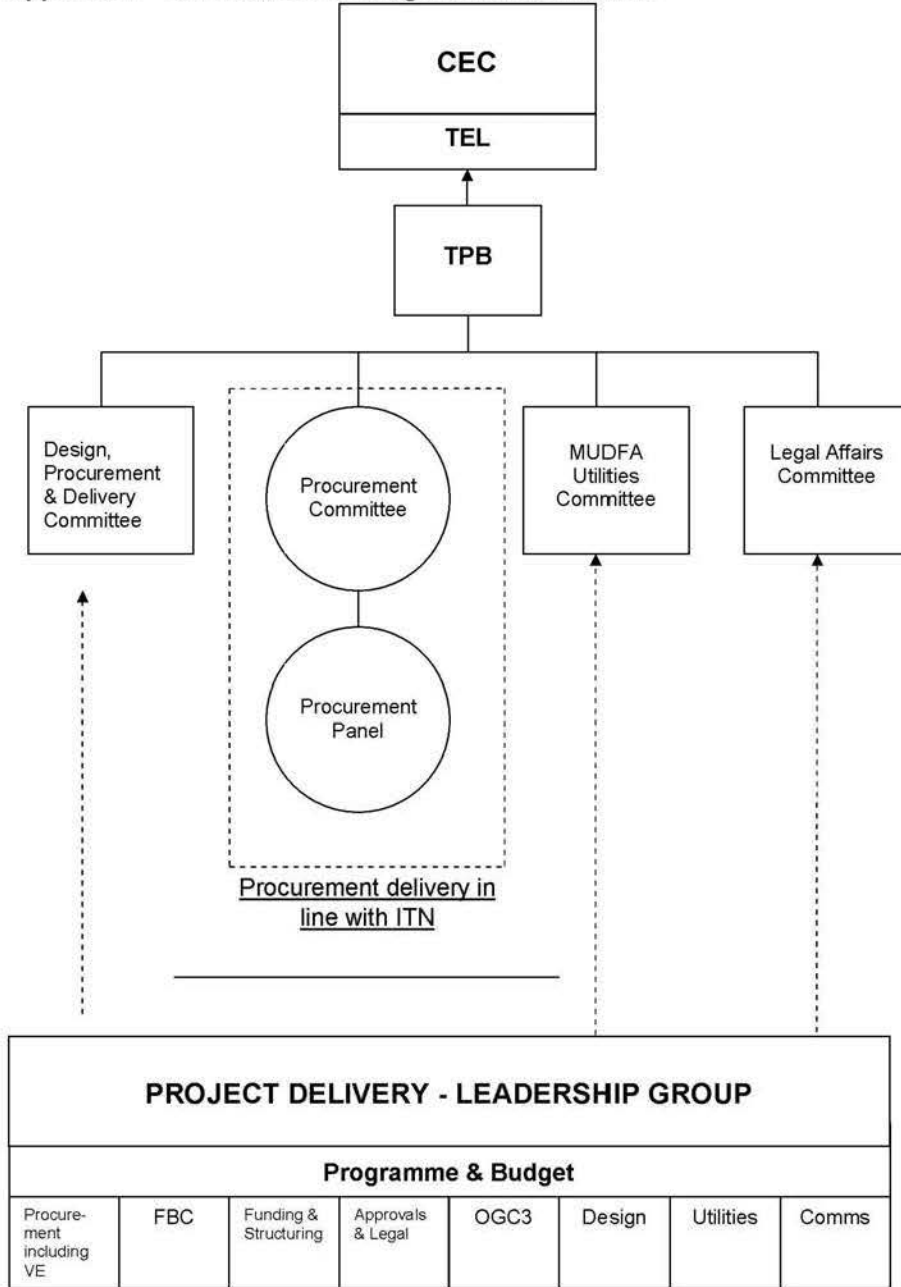 CEC
TEL
TPB
Design,
Procurement
& Delivery
Committee
Procurement
Committee
MUDFA
Utilities
Committee
Legal Affairs
Committee
Procurement
Panel
Procurement delivery in
line with ITN
PROJECT DELIVERY - LEADERSHIP GROUP
Programme & Budget
Procure-
ment
including
VE
FBC
Funding &
Structuring
Approvals
& Legal
OGC3
Design
Utilities
Comms